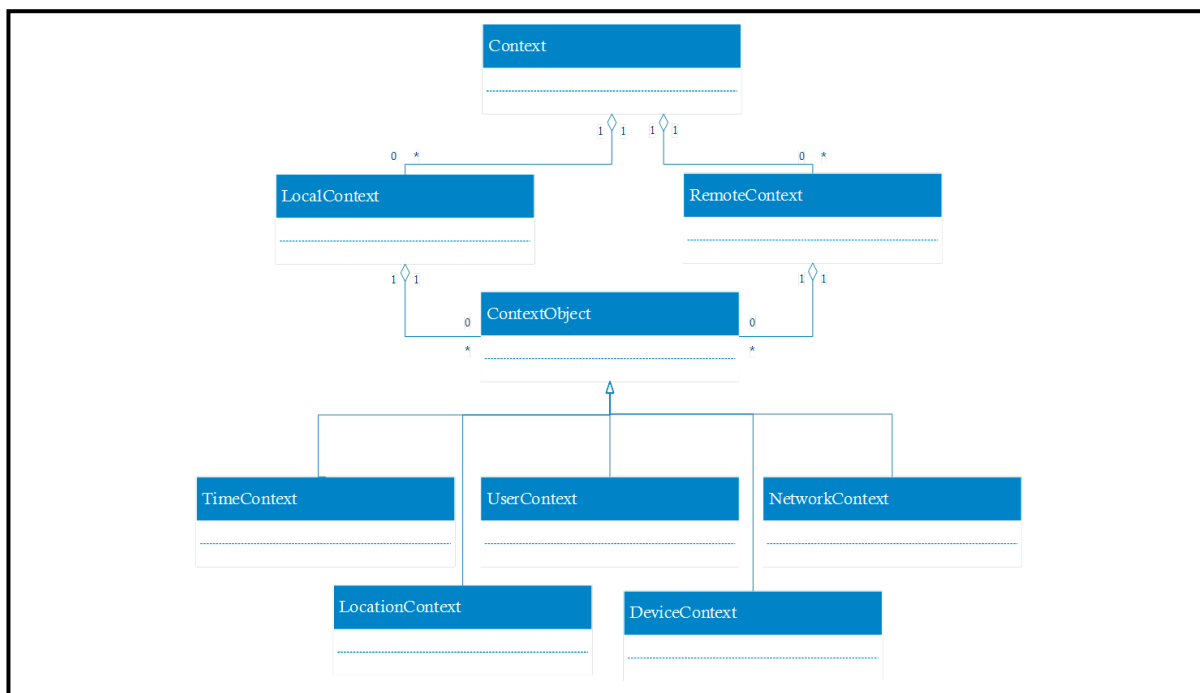 Context
1 1 1 1
0 * 0 *
LocalContext RemoteContext
1 1 1 1
ContextObject
0 0
* *
TimeContext UserContext NetworkContext
LocationContext DeviceContext